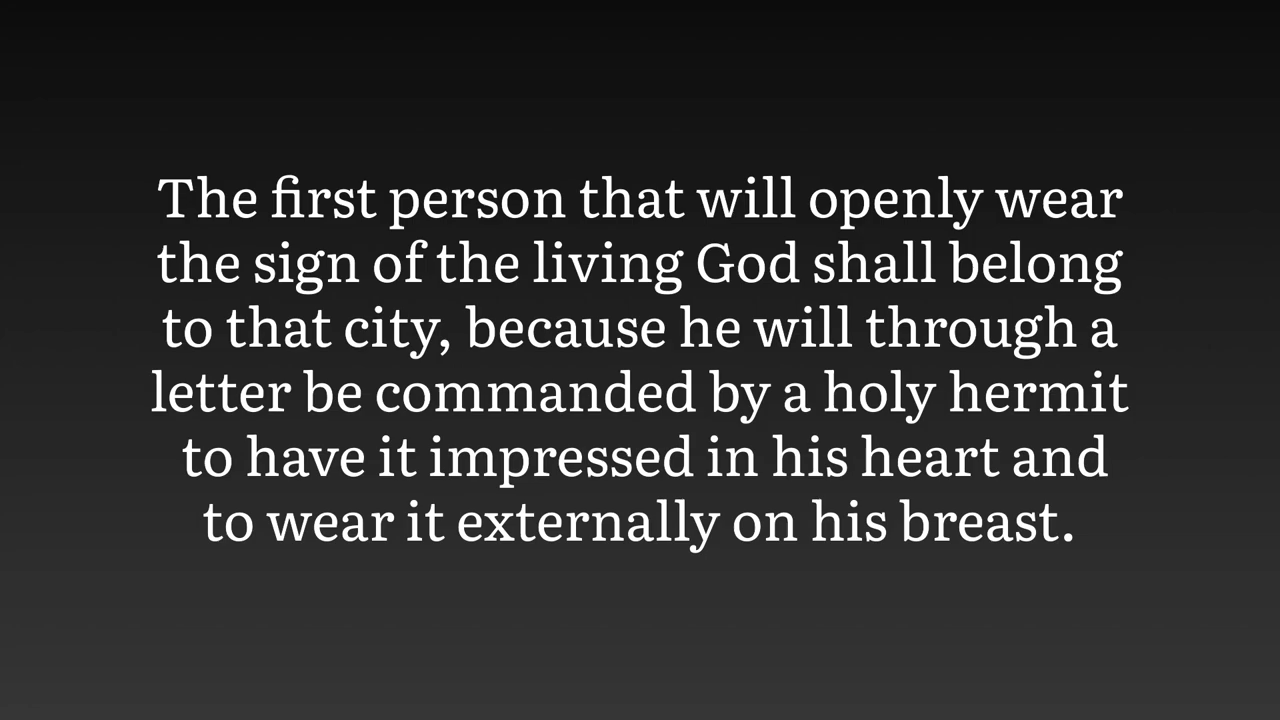 The first person that will openly wear
the sign of the living God shall belong
to that city, because he will through a
letter be commanded by a holy hermit
to have it impressed in his heart and
to wear it externally on his breast.